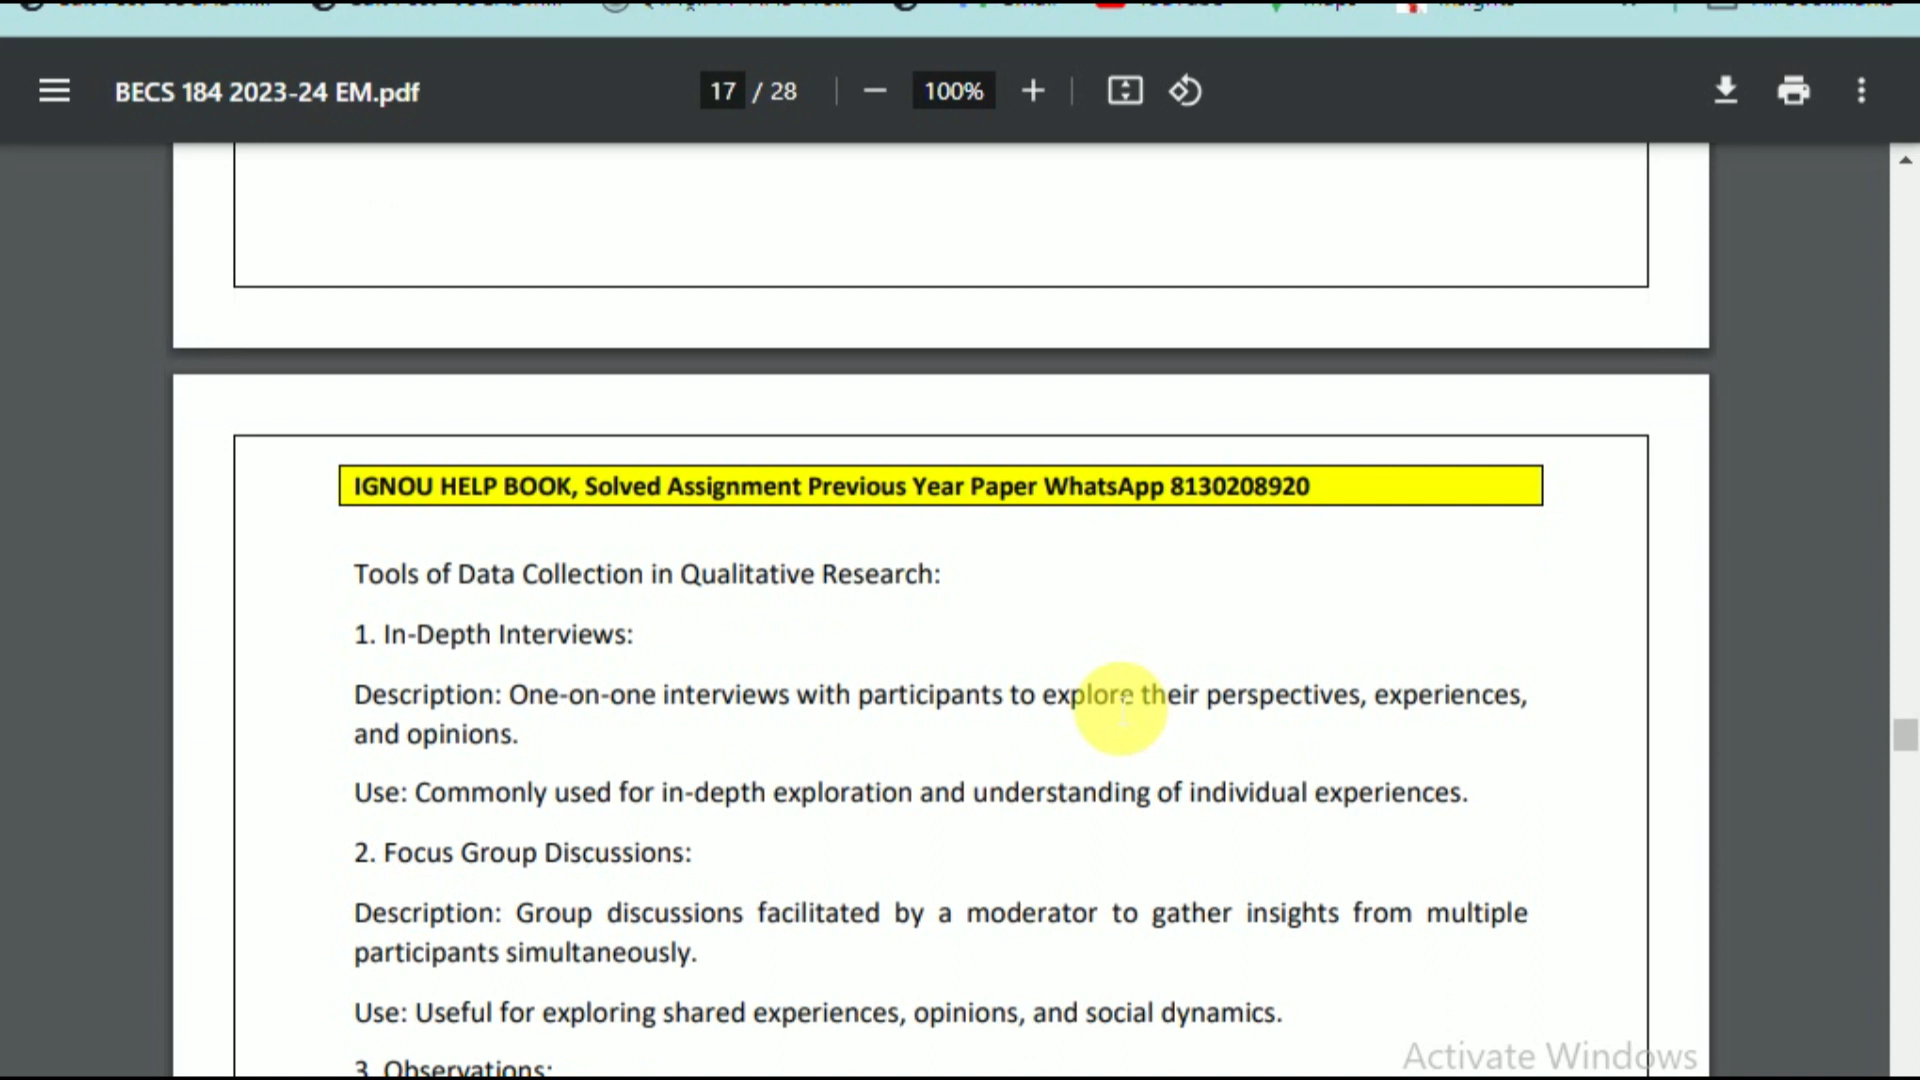 BECS 184 2023-24 EM.pdf
17 / 28
100%
IGNOU HELP BOOK, Solved Assignment Previous Year Paper WhatsApp 8130208920
Tools of Data Collection in Qualitative Research:
1. In-Depth Interviews:
Description: One-on-one interviews with participants to explore their perspectives, experiences,
and opinions.
Use: Commonly used for in-depth exploration and understanding of individual experiences.
2. Focus Group Discussions:
Description: Group discussions facilitated by a moderator to gather insights from multiple
participants simultaneously.
Use: Useful for exploring shared experiences, opinions, and social dynamics.
3. Observations:
Activate Windows